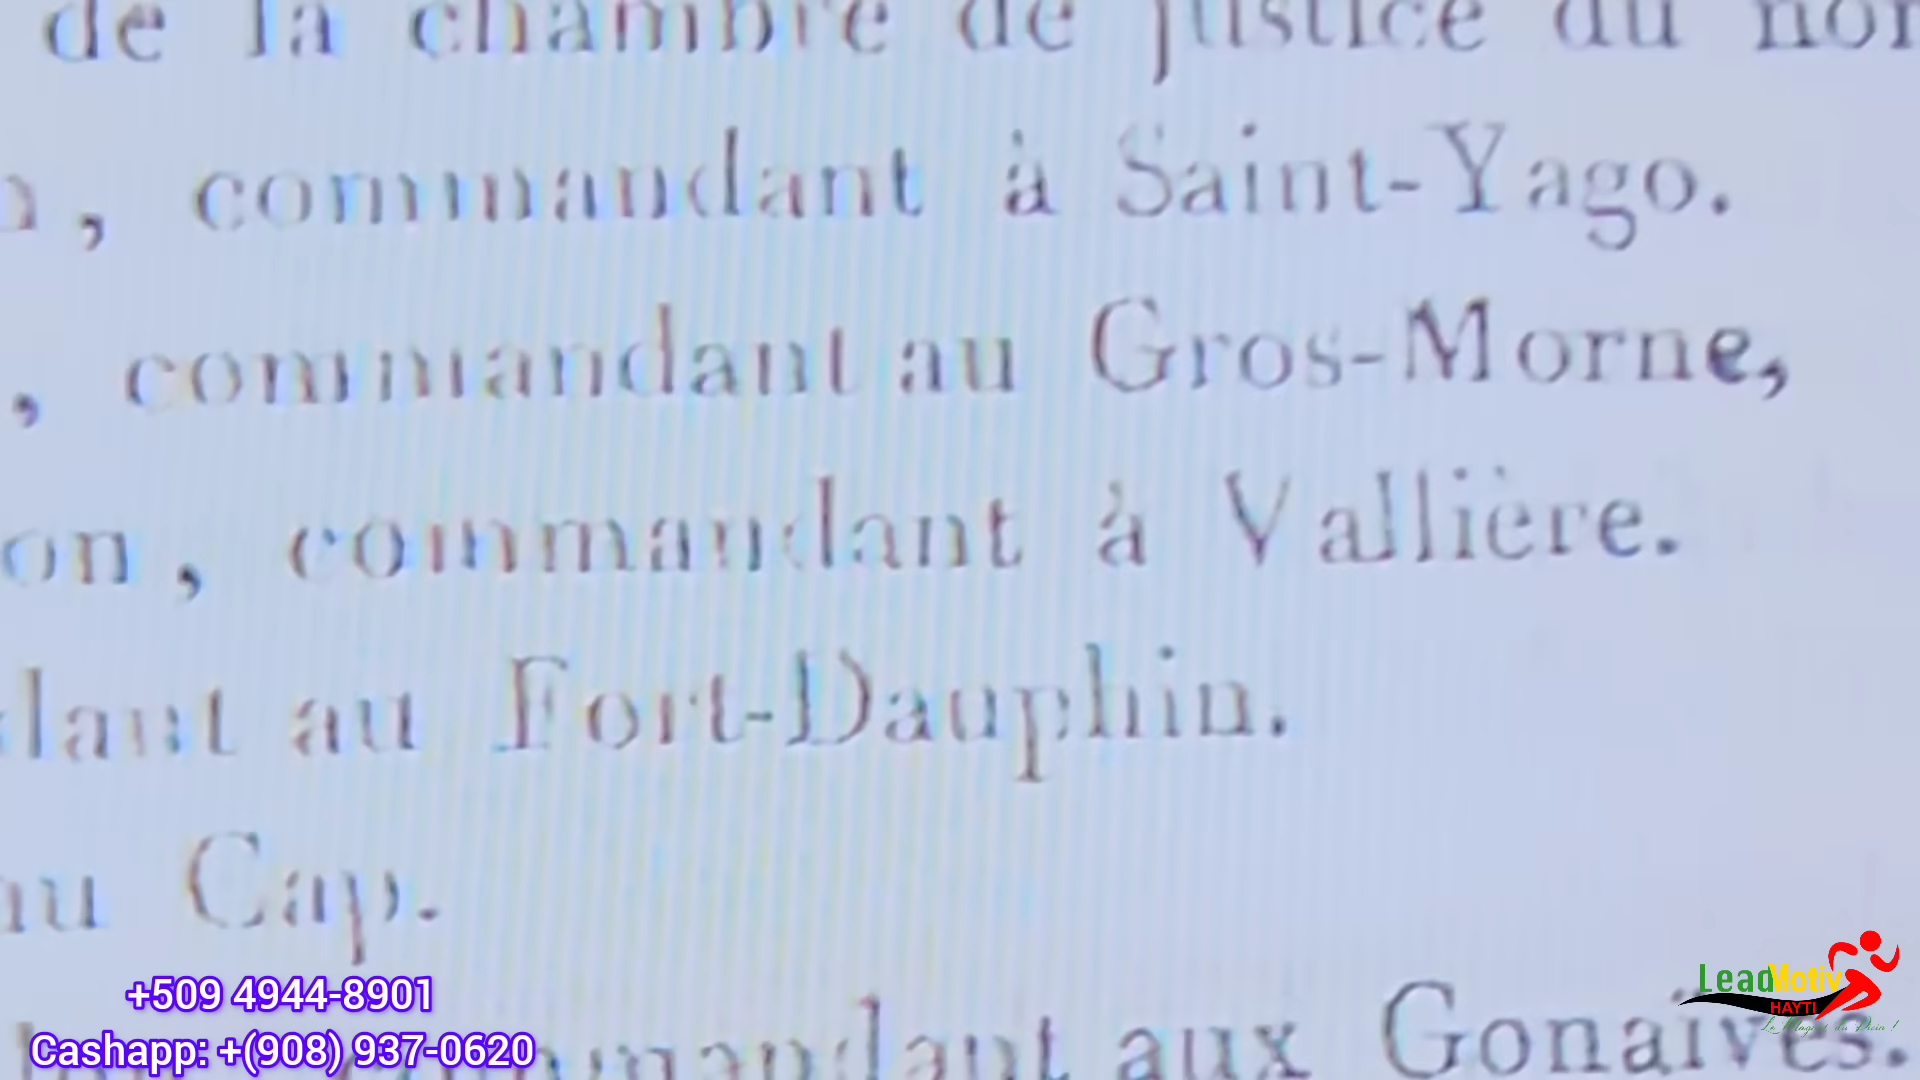 de la chambre de justice du nor
, commandant à Saint-Yago.
, commandant au Gros-Morne,
on, commandant à Vallière.
dant au Fort-Dauphin.
au Cap.
+509 4944-8901
Cashapp: +(908) 937-0620
mmandant aux Gonaïves.
LeadMotiv
HAYTI